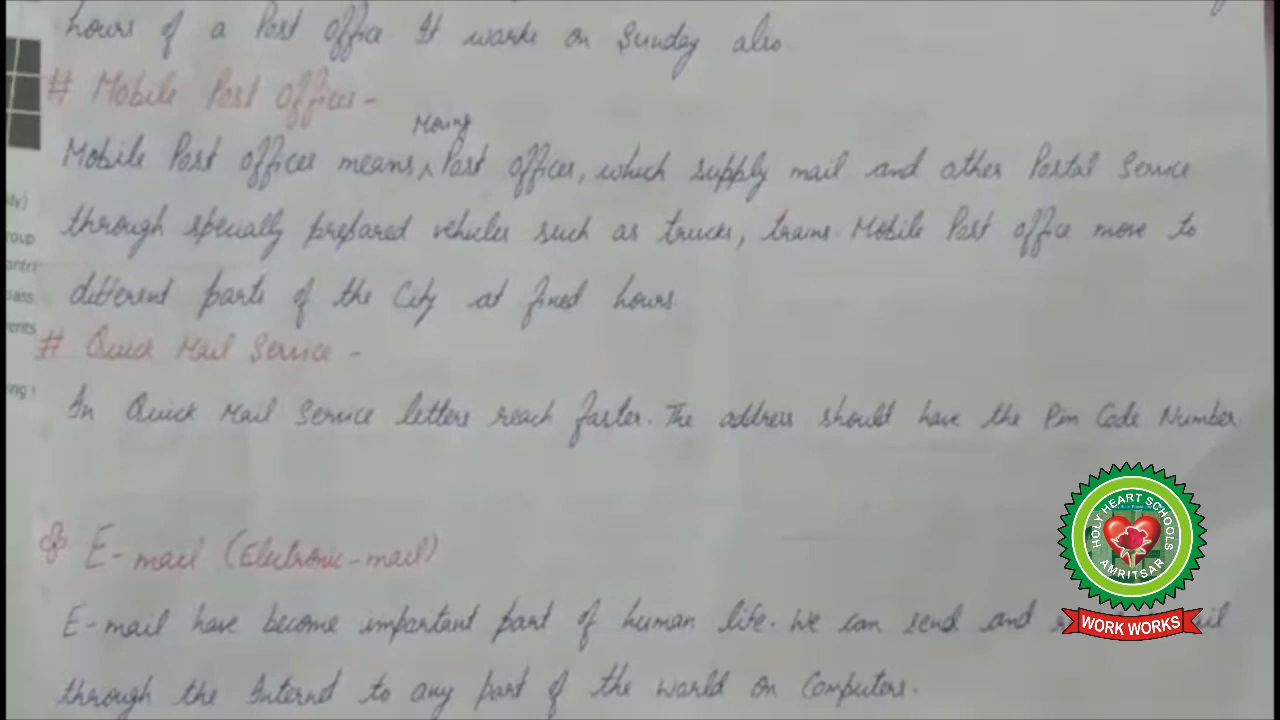 hours of a Post Office. It works on Sunday also
# Mobile Post Offices -
Moving
Mobile Post offices means, ^ Post offices, which supply mail and other Postal Service
through specially prepared vehicles such as trucks, trains. Mobile Post office move to
different parts of the City at fixed hours.
# Quick Mail Service -
In Quick Mail Service letters reach faster. The address should have the Pin Code Number.
E-mail (Electronic-mail)
E-mail have become important part of human life. We can send and
through the Internet to any part of the world on Computers.
HOLY HEART SCHOOLS
AMRITSAR
WORK WORKS
roup
pass